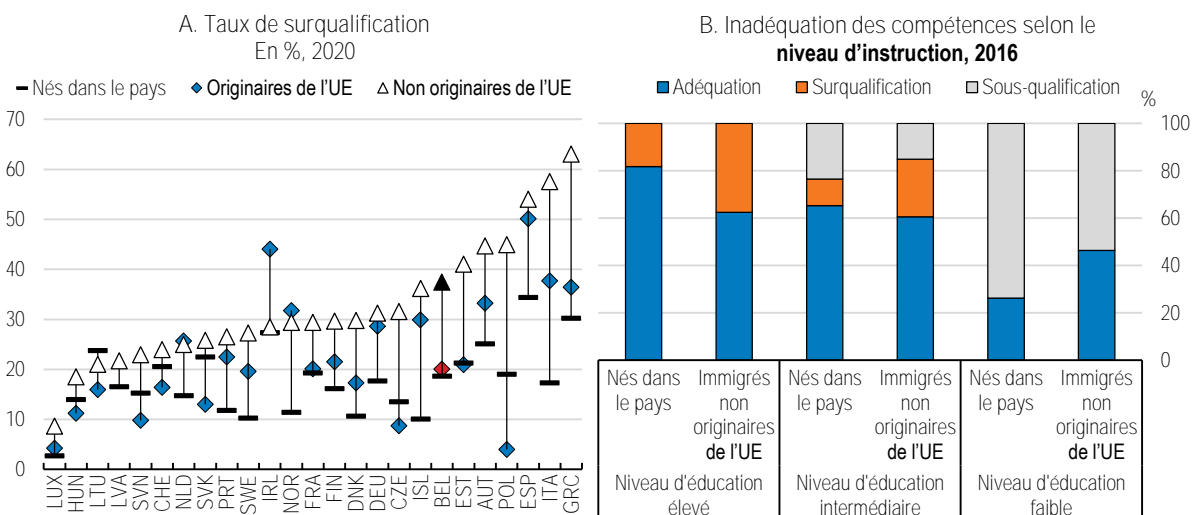 A. Taux de surqualification
En %, 2020
Nés dans le pays Originaires de l'UE Non originaires de l'UE
70
60
50
40
30
20
10
0
LUX HUN LTU LVA SVN CHE NLD SVK PRT SWE IRL NOR FRA FIN DNK DEU CZE ISL BEL EST AUT POL ESP ITA GRC
B. Inadéquation des compétences selon le
niveau d'instruction, 2016
Adéquation Surqualification Sous-qualification
%
100
80
60
40
20
0
Nés dans
le pays
Immigrés
non
originaires
de l'UE
Nés dans
le pays
Immigrés
non
originaires
de l'UE
Nés dans
le pays
Immigrés
non
originaires
de l'UE
Niveau d'éducation
élevé
Niveau d'éducation
intermédiaire
Niveau d'éducation
faible